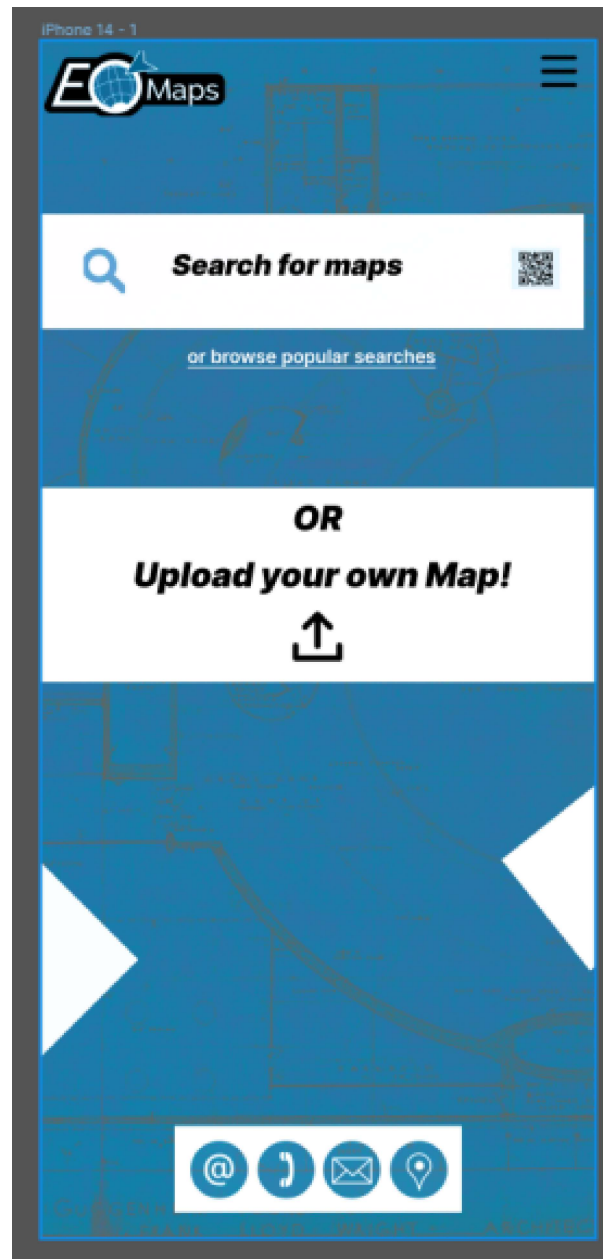 iPhone 14 - 1
EO Maps
Search for maps
or browse popular searches
OR
Upload your own Map!
@